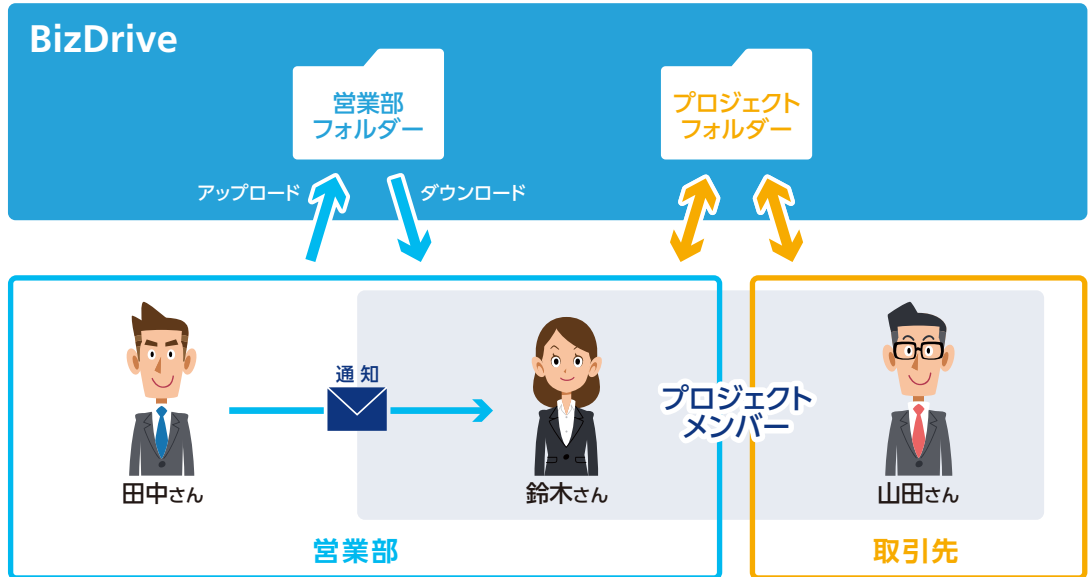 BizDrive
営業部
フォルダー
プロジェクト
フォルダー
アップロード
ダウンロード
通知
プロジェクト
メンバー
田中さん
鈴木さん
山田さん
営業部
取引先